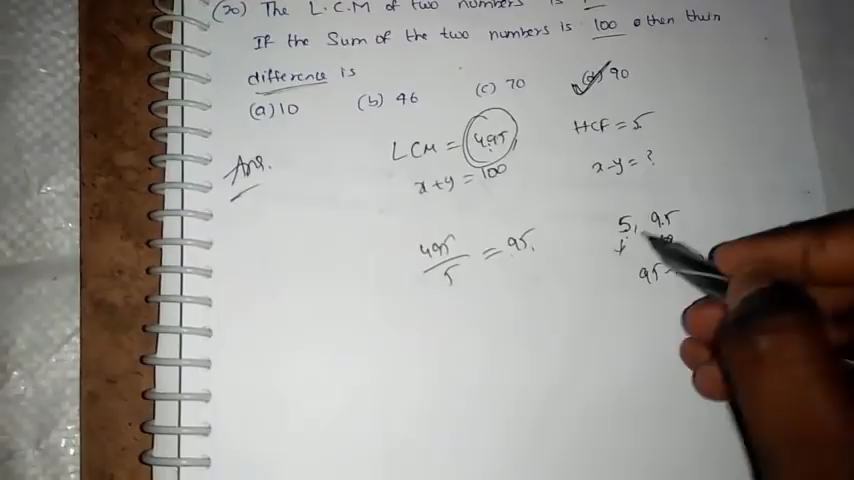 (20) The L.C.M of two numbers is
If the Sum of the two numbers is 100 then their
difference is
(a) 10 (b) 46 (c) 70 (d) 90
Ans. LCM = 495 HCF = 5
x+y = 100 x-y = ?
495/5 = 95. 5, 95
95-